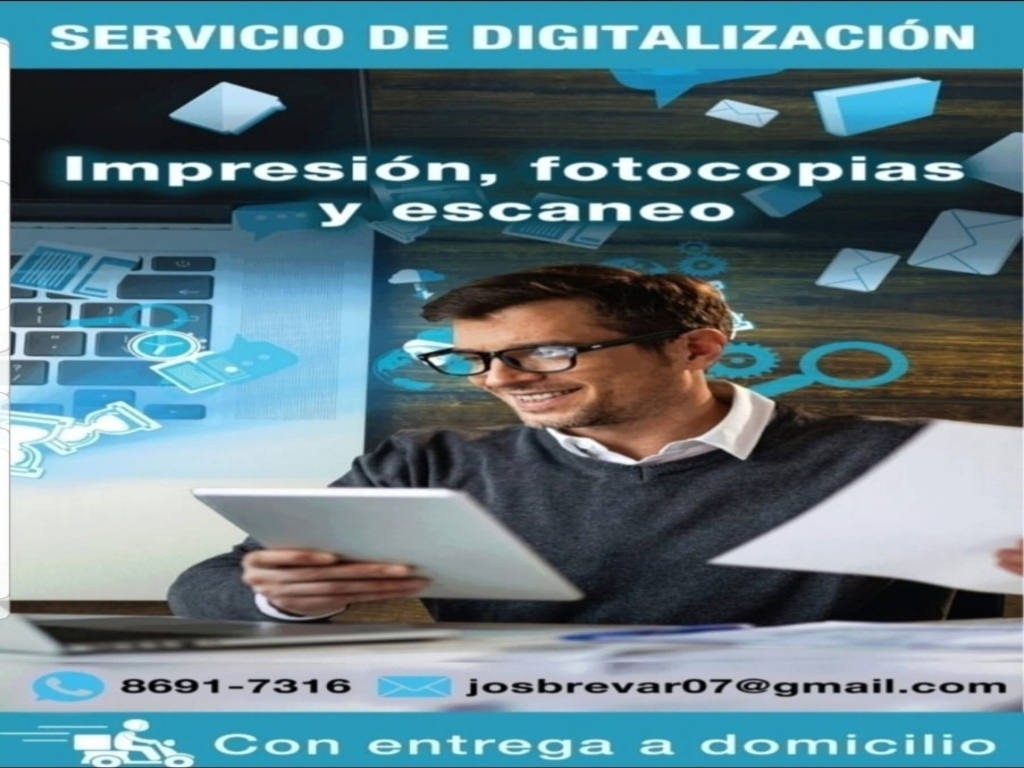 SERVICIO DE DIGITALIZACIÓN
Impresión, fotocopias
y escaneo
8691-7316 josbrevar07@gmail.com
Con entrega a domicilio